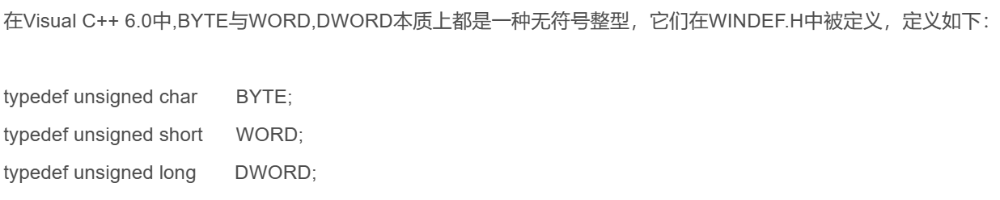 在Visual C++ 6.0中,BYTE与WORD,DWORD本质上都是一种无符号整型，它们在WINDEF.H中被定义，定义如下：
typedef unsigned char BYTE;
typedef unsigned short WORD;
typedef unsigned long DWORD;